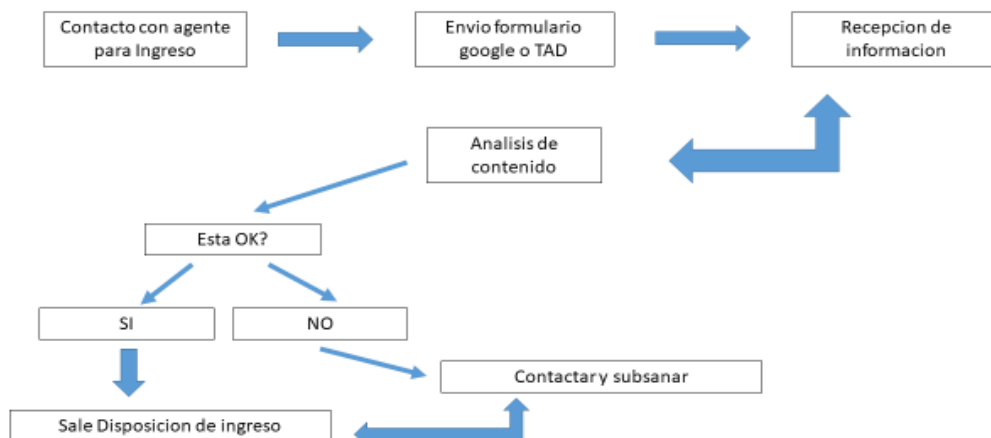 Contacto con agente
para Ingreso
Envio formulario
google o TAD
Recepcion de
informacion
Analisis de
contenido
Esta OK?
SI
NO
Contactar y subsanar
Sale Disposicion de ingreso